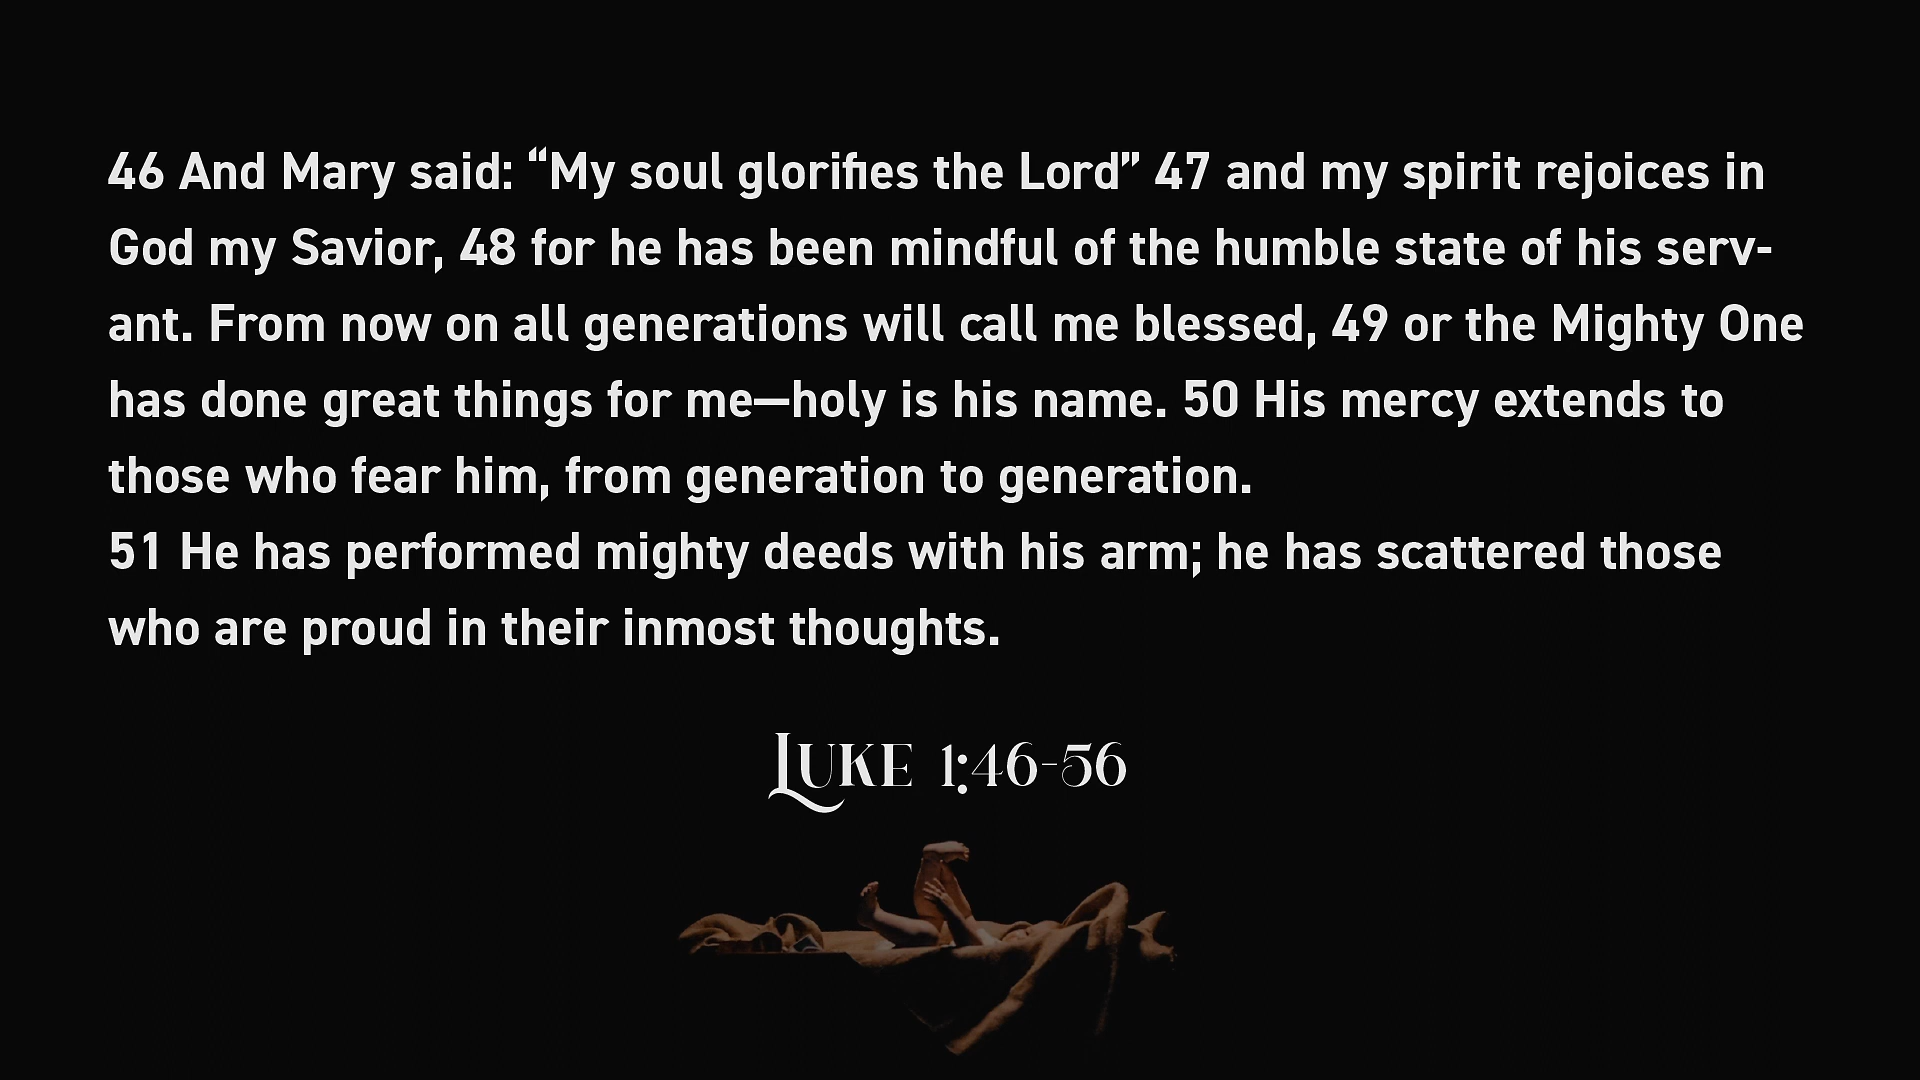 46 And Mary said: “My soul glorifies the Lord” 47 and my spirit rejoices in
God my Savior, 48 for he has been mindful of the humble state of his serv-
ant. From now on all generations will call me blessed, 49 or the Mighty One
has done great things for me—holy is his name. 50 His mercy extends to
those who fear him, from generation to generation.
51 He has performed mighty deeds with his arm; he has scattered those
who are proud in their inmost thoughts.
Luke 1:46-56